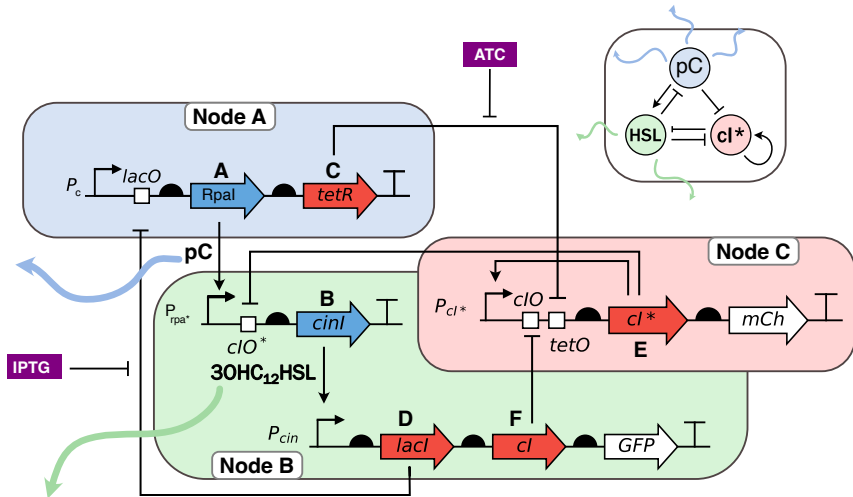 ATC
pC
HSL
cI*
Node A
A
C
P_c
lacO
RpaI
tetR
pC
Node C
P_rpa*
B
cinI
cIO*
P_cI*
cIO
tetO
cI*
E
mCh
IPTG
3OHC₁₂HSL
P_cin
D
lacI
F
cI
GFP
Node B